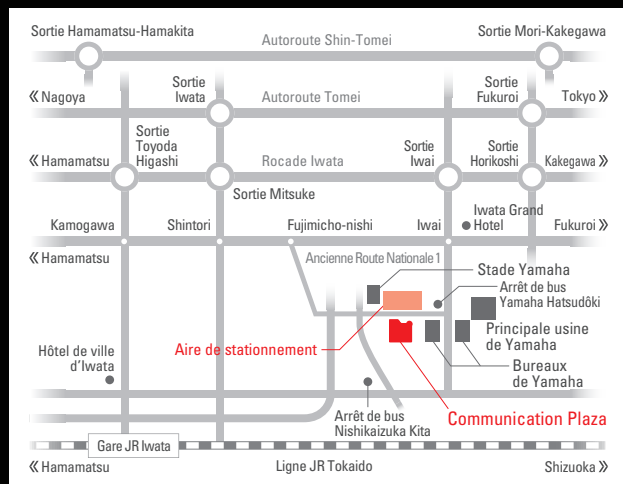 Sortie Hamamatsu-Hamakita
Autoroute Shin-Tomei
Sortie Mori-Kakegawa
«Nagoya
Sortie
Iwata
Autoroute Tomei
Sortie
Fukuroi
Tokyo»
Sortie
Toyoda
Higashi
«Hamamatsu
Rocade Iwata
Sortie
Iwai
Sortie
Horikoshi
Kakegawa»
Sortie Mitsuke
Kamogawa
Shintori
Fujimicho-nishi
Iwai
Iwata Grand
Hotel
Fukuroi»
«Hamamatsu
Ancienne Route Nationale 1
Stade Yamaha
Arrêt de bus
Yamaha Hatsudôki
Principale usine
de Yamaha
Aire de stationnement
Hôtel de ville
d'Iwata
Bureaux
de Yamaha
Arrêt de bus
Nishikaizuka Kita
Communication Plaza
Gare JR Iwata
«Hamamatsu
Ligne JR Tokaido
Shizuoka»